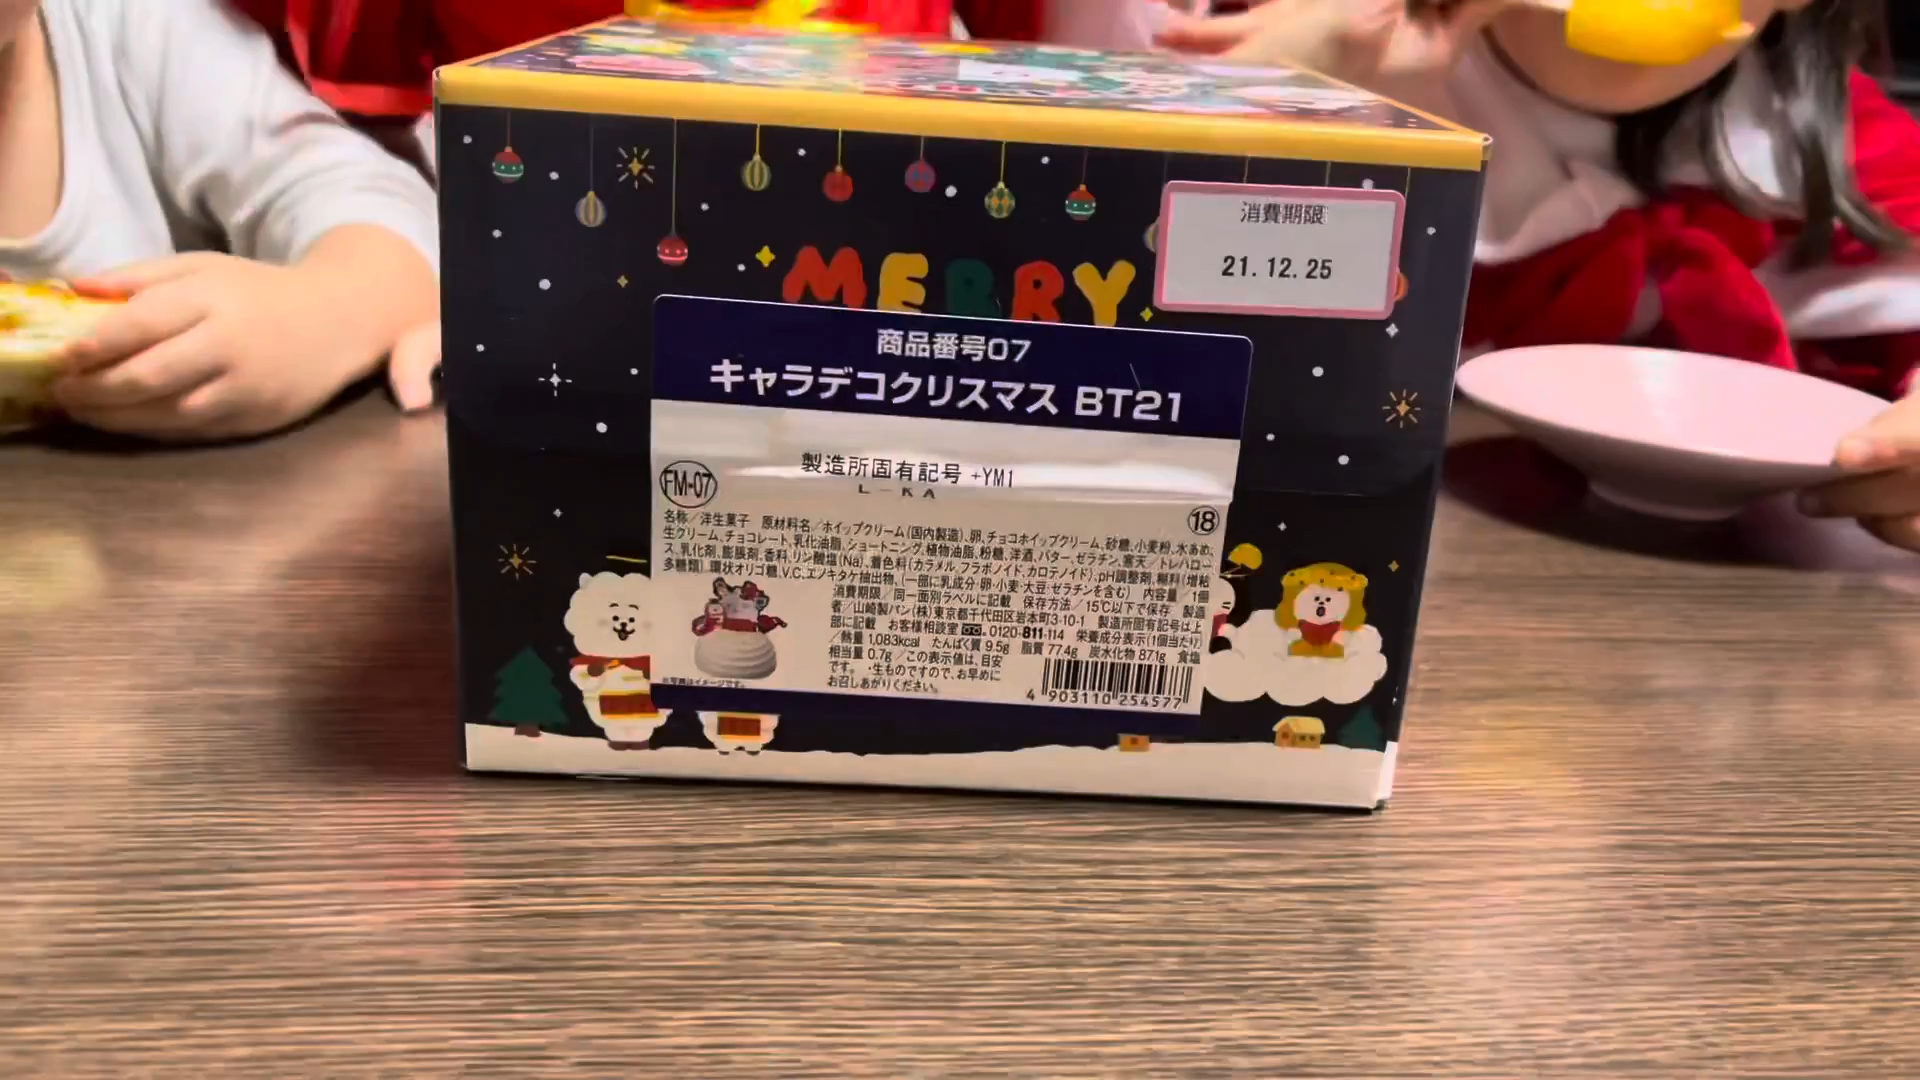 MERRY
消費期限
21.12.25
商品番号07
キャラデコクリスマス BT21
製造所固有記号 +YM1
L - K A
FM-07
18
名称/洋生菓子 原材料名/ホイップクリーム(国内製造)、卵、チョコホイップクリーム、砂糖、小麦粉、水あめ、
生クリーム、チョコレート、乳化油脂、ショートニング、植物油脂、粉糖、洋酒、バター、ゼラチン、寒天/トレハロー
ス、乳化剤、膨脹剤、香料、リン酸塩(Na)、着色料(カラメル、フラボノイド、カロテノイド)、pH調整剤、糊料(増粘
多糖類)、環状オリゴ糖、V.C、エノキタケ抽出物、(一部に乳成分・卵・小麦・大豆・ゼラチンを含む) 内容量/1個
消費期限/同一面別ラベルに記載 保存方法/15℃以下で保存 製造
者/山崎製パン(株)東京都千代田区岩本町3-10-1 製造所固有記号は上
部に記載 お客様相談室 0120-811-114 栄養成分表示(1個当たり)
/熱量 1,083kcal たんぱく質 9.5g 脂質 77.4g 炭水化物 87.1g 食塩
相当量 0.7g/この表示値は、目安
です。・生ものですので、お早めに
お召しあがりください。
※写真はイメージです。
4 903110 254577